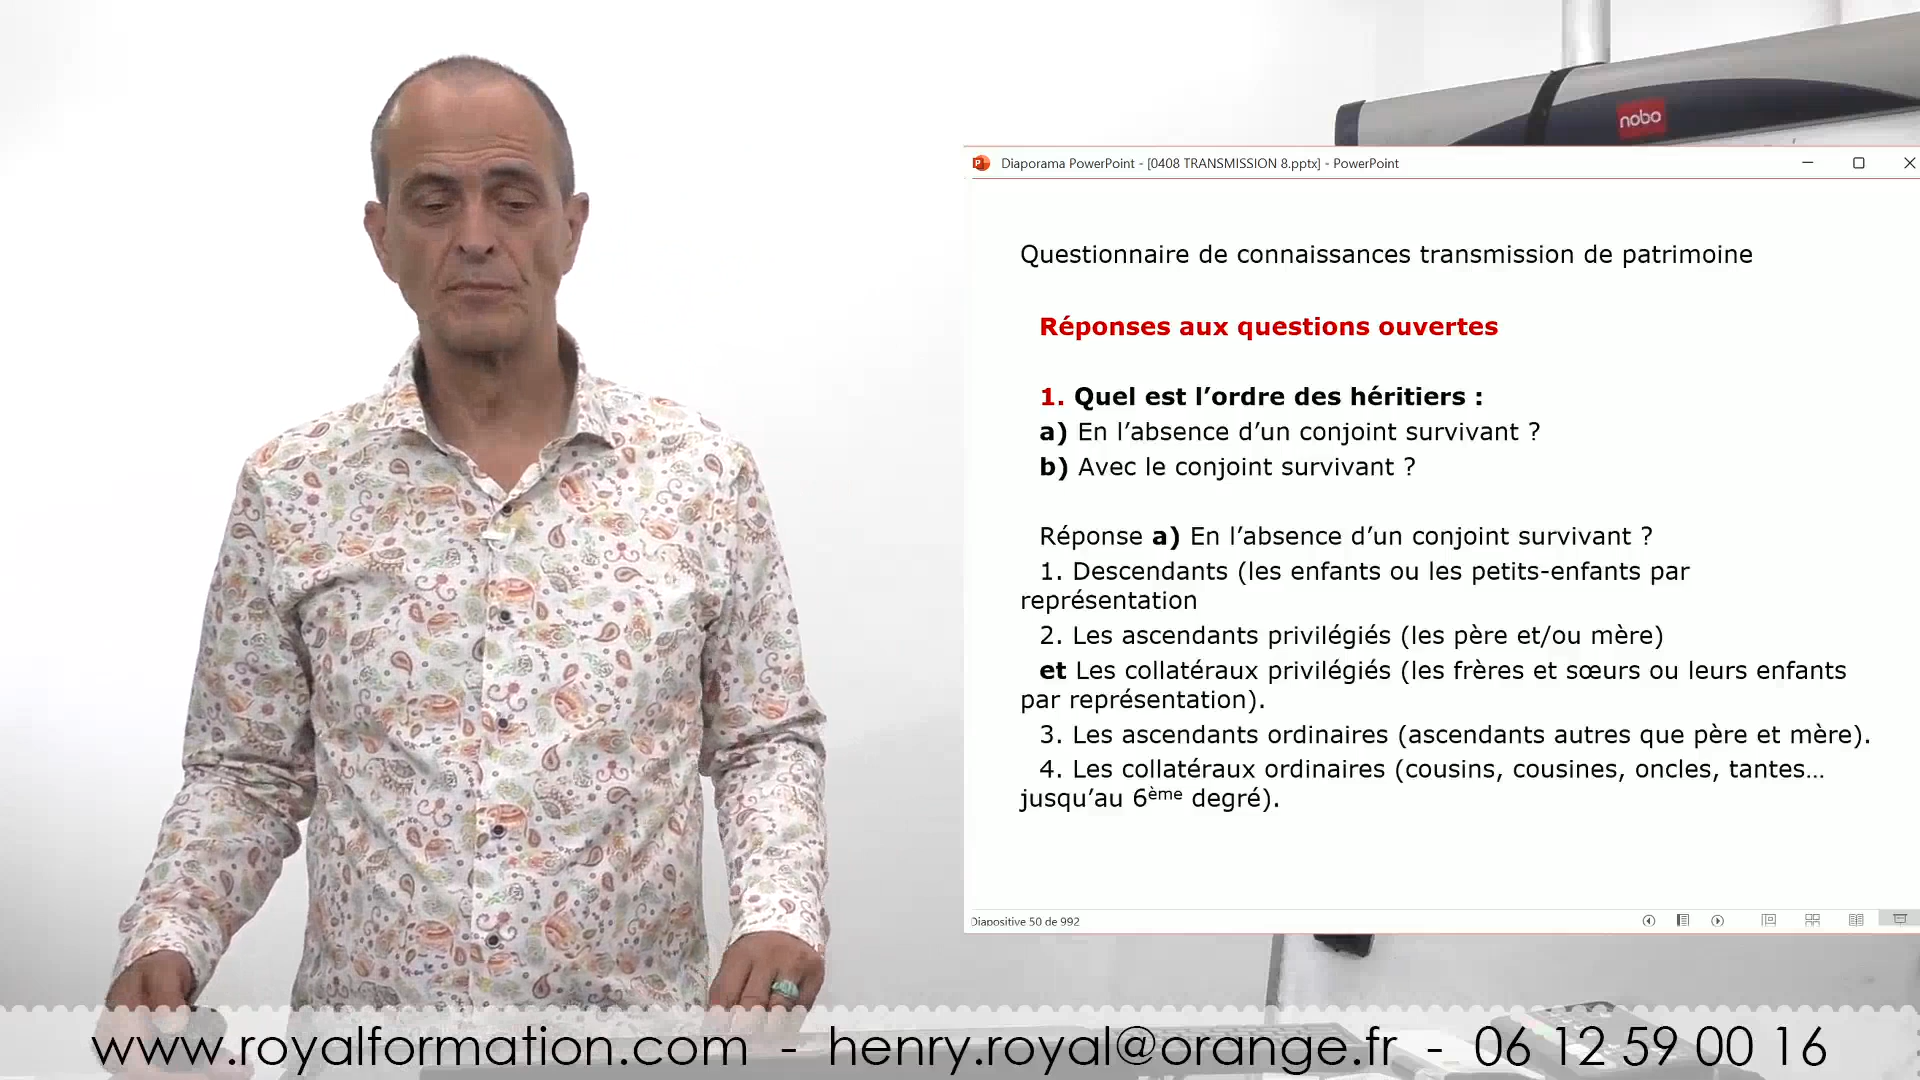 nobo
Diaporama PowerPoint - [0408 TRANSMISSION 8.pptx] - PowerPoint
Questionnaire de connaissances transmission de patrimoine
Réponses aux questions ouvertes
1. Quel est l’ordre des héritiers :
a) En l’absence d’un conjoint survivant ?
b) Avec le conjoint survivant ?
Réponse a) En l’absence d’un conjoint survivant ?
1. Descendants (les enfants ou les petits-enfants par
représentation
2. Les ascendants privilégiés (les père et/ou mère)
et Les collatéraux privilégiés (les frères et sœurs ou leurs enfants
par représentation).
3. Les ascendants ordinaires (ascendants autres que père et mère).
4. Les collatéraux ordinaires (cousins, cousines, oncles, tantes…
jusqu’au 6ème degré).
Diapositive 50 de 992
www.royalformation.com - henry.royal@orange.fr - 06 12 59 00 16